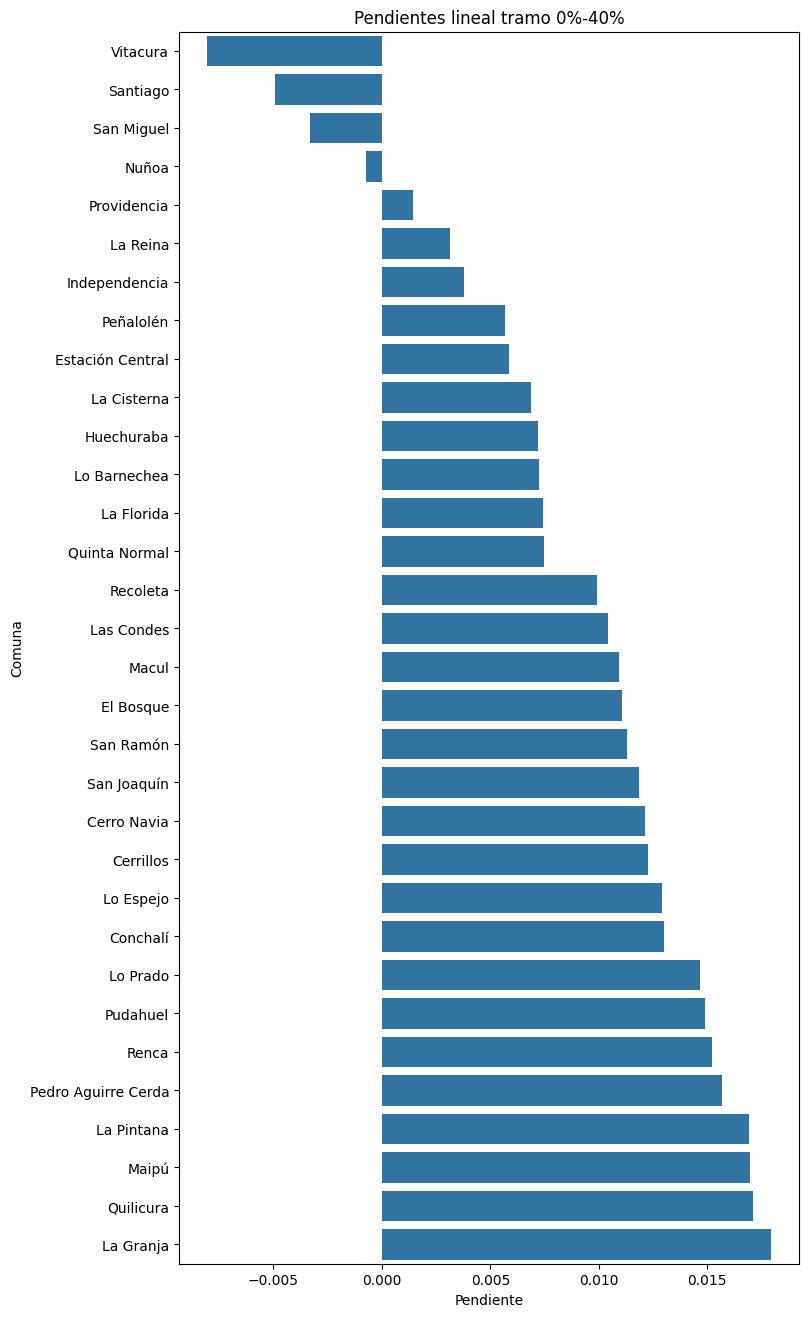 Pendientes lineal tramo 0%-40%
Comuna
Vitacura
Santiago
San Miguel
Nuñoa
Providencia
La Reina
Independencia
Peñalolén
Estación Central
La Cisterna
Huechuraba
Lo Barnechea
La Florida
Quinta Normal
Recoleta
Las Condes
Macul
El Bosque
San Ramón
San Joaquín
Cerro Navia
Cerrillos
Lo Espejo
Conchalí
Lo Prado
Pudahuel
Renca
Pedro Aguirre Cerda
La Pintana
Maipú
Quilicura
La Granja
−0.005 0.000 0.005 0.010 0.015
Pendiente